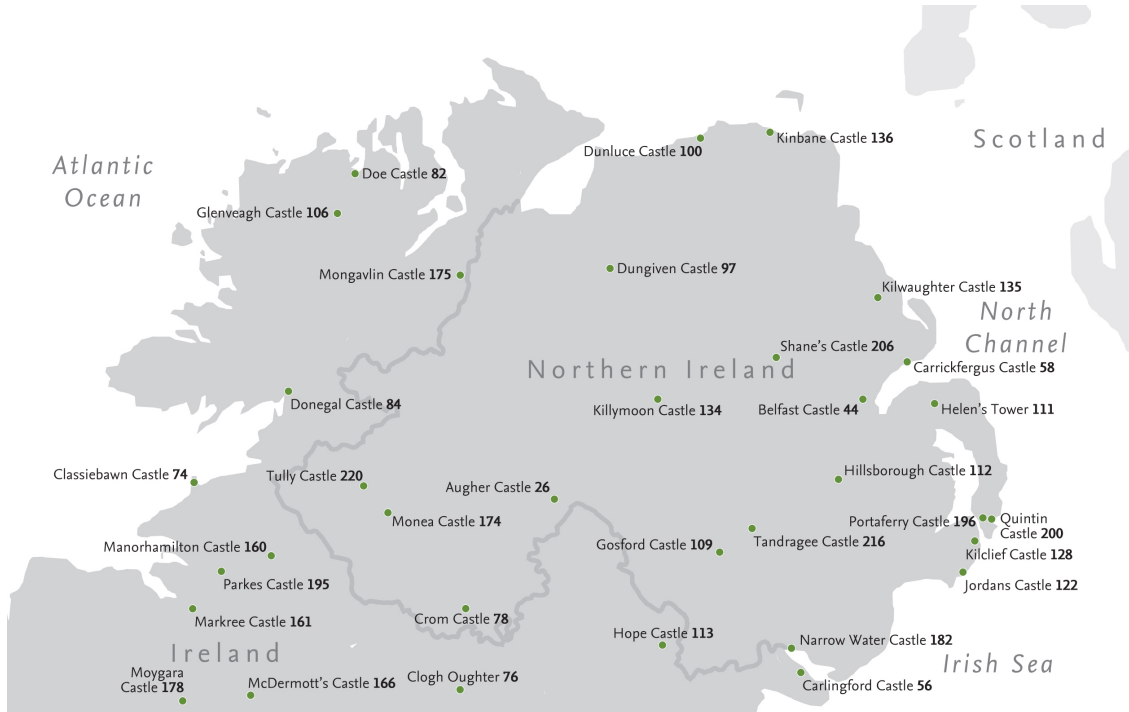 Kinbane Castle 136
Scotland
Dunluce Castle 100
Atlantic
Ocean
Doe Castle 82
Glenveagh Castle 106
Mongavlin Castle 175
Dungiven Castle 97
Kilwaughter Castle 135
North
Channel
Shane's Castle 206
Northern Ireland
Carrickfergus Castle 58
Donegal Castle 84
Killymoon Castle 134
Belfast Castle 44
Helen's Tower 111
Classiebawn Castle 74
Tully Castle 220
Hillsborough Castle 112
Augher Castle 26
Monea Castle 174
Portaferry Castle 196
Quintin
Castle 200
Manorhamilton Castle 160
Gosford Castle 109
Tandragee Castle 216
Kilclief Castle 128
Parkes Castle 195
Jordans Castle 122
Markree Castle 161
Crom Castle 78
Hope Castle 113
Narrow Water Castle 182
Ireland
Irish Sea
Moygara
Castle 178
McDermott's Castle 166
Clogh Oughter 76
Carlingford Castle 56